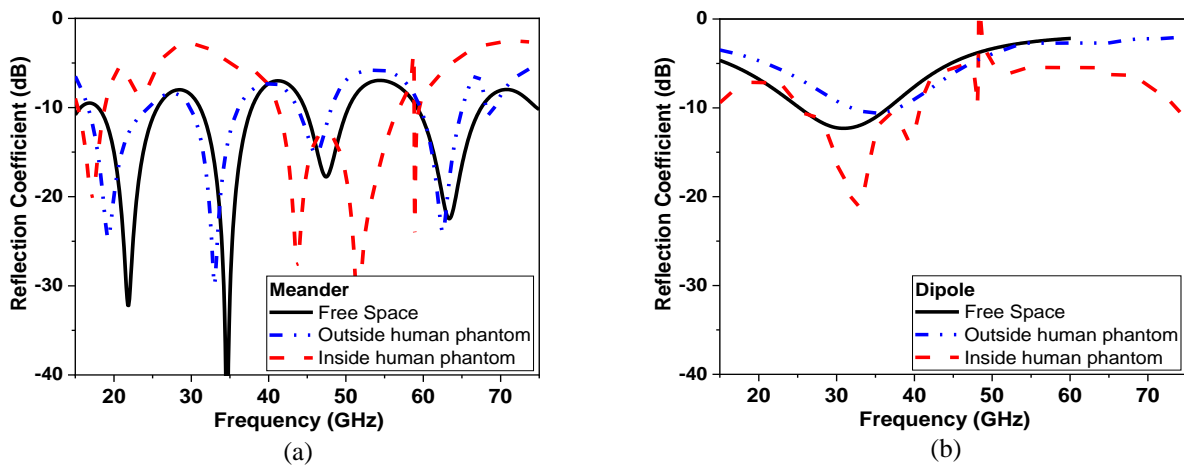 0
-10
-20
-30
-40
20
30
40
50
60
70
Reflection Coefficient (dB)
Frequency (GHz)
Meander
Free Space
Outside human phantom
Inside human phantom
(a)
0
-10
-20
-30
-40
20
30
40
50
60
70
Reflection Coefficient (dB)
Frequency (GHz)
Dipole
Free Space
Outside human phantom
Inside human phantom
(b)